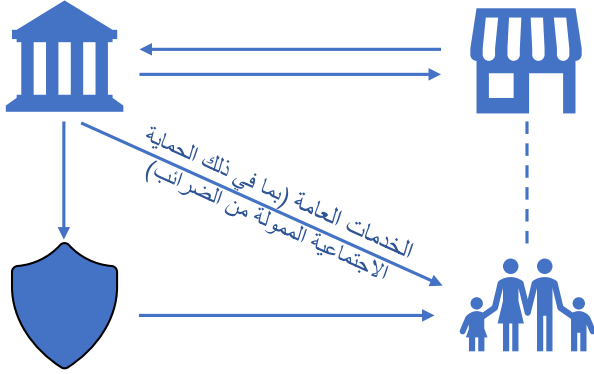 الخدمات العامة (بما في ذلك الحماية
الاجتماعية الممولة من الضرائب)